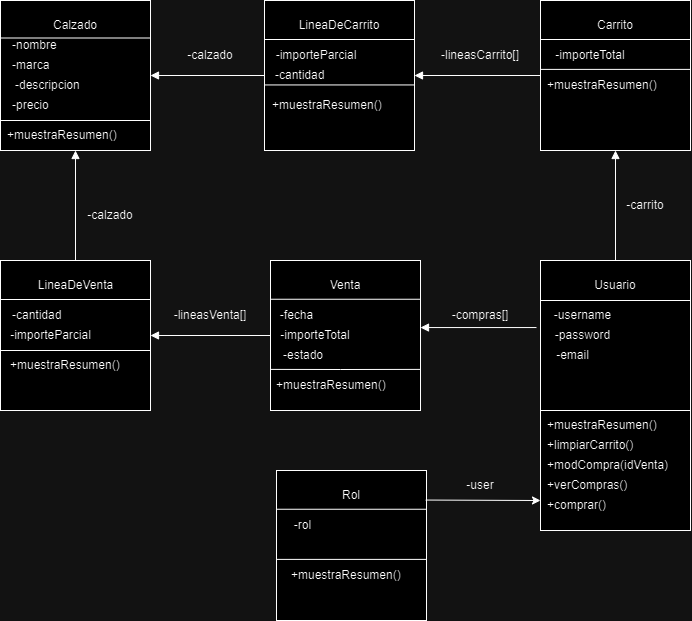 Calzado
-nombre
-marca
-descripcion
-precio
+muestraResumen()
-calzado
LineaDeCarrito
-importeParcial
-cantidad
+muestraResumen()
-lineasCarrito[]
Carrito
-importeTotal
+muestraResumen()
-calzado
-carrito
LineaDeVenta
-cantidad
-importeParcial
+muestraResumen()
-lineasVenta[]
Venta
-fecha
-importeTotal
-estado
+muestraResumen()
-compras[]
Usuario
-username
-password
-email
+muestraResumen()
+limpiarCarrito()
+modCompra(idVenta)
+verCompras()
+comprar()
Rol
-rol
+muestraResumen()
-user